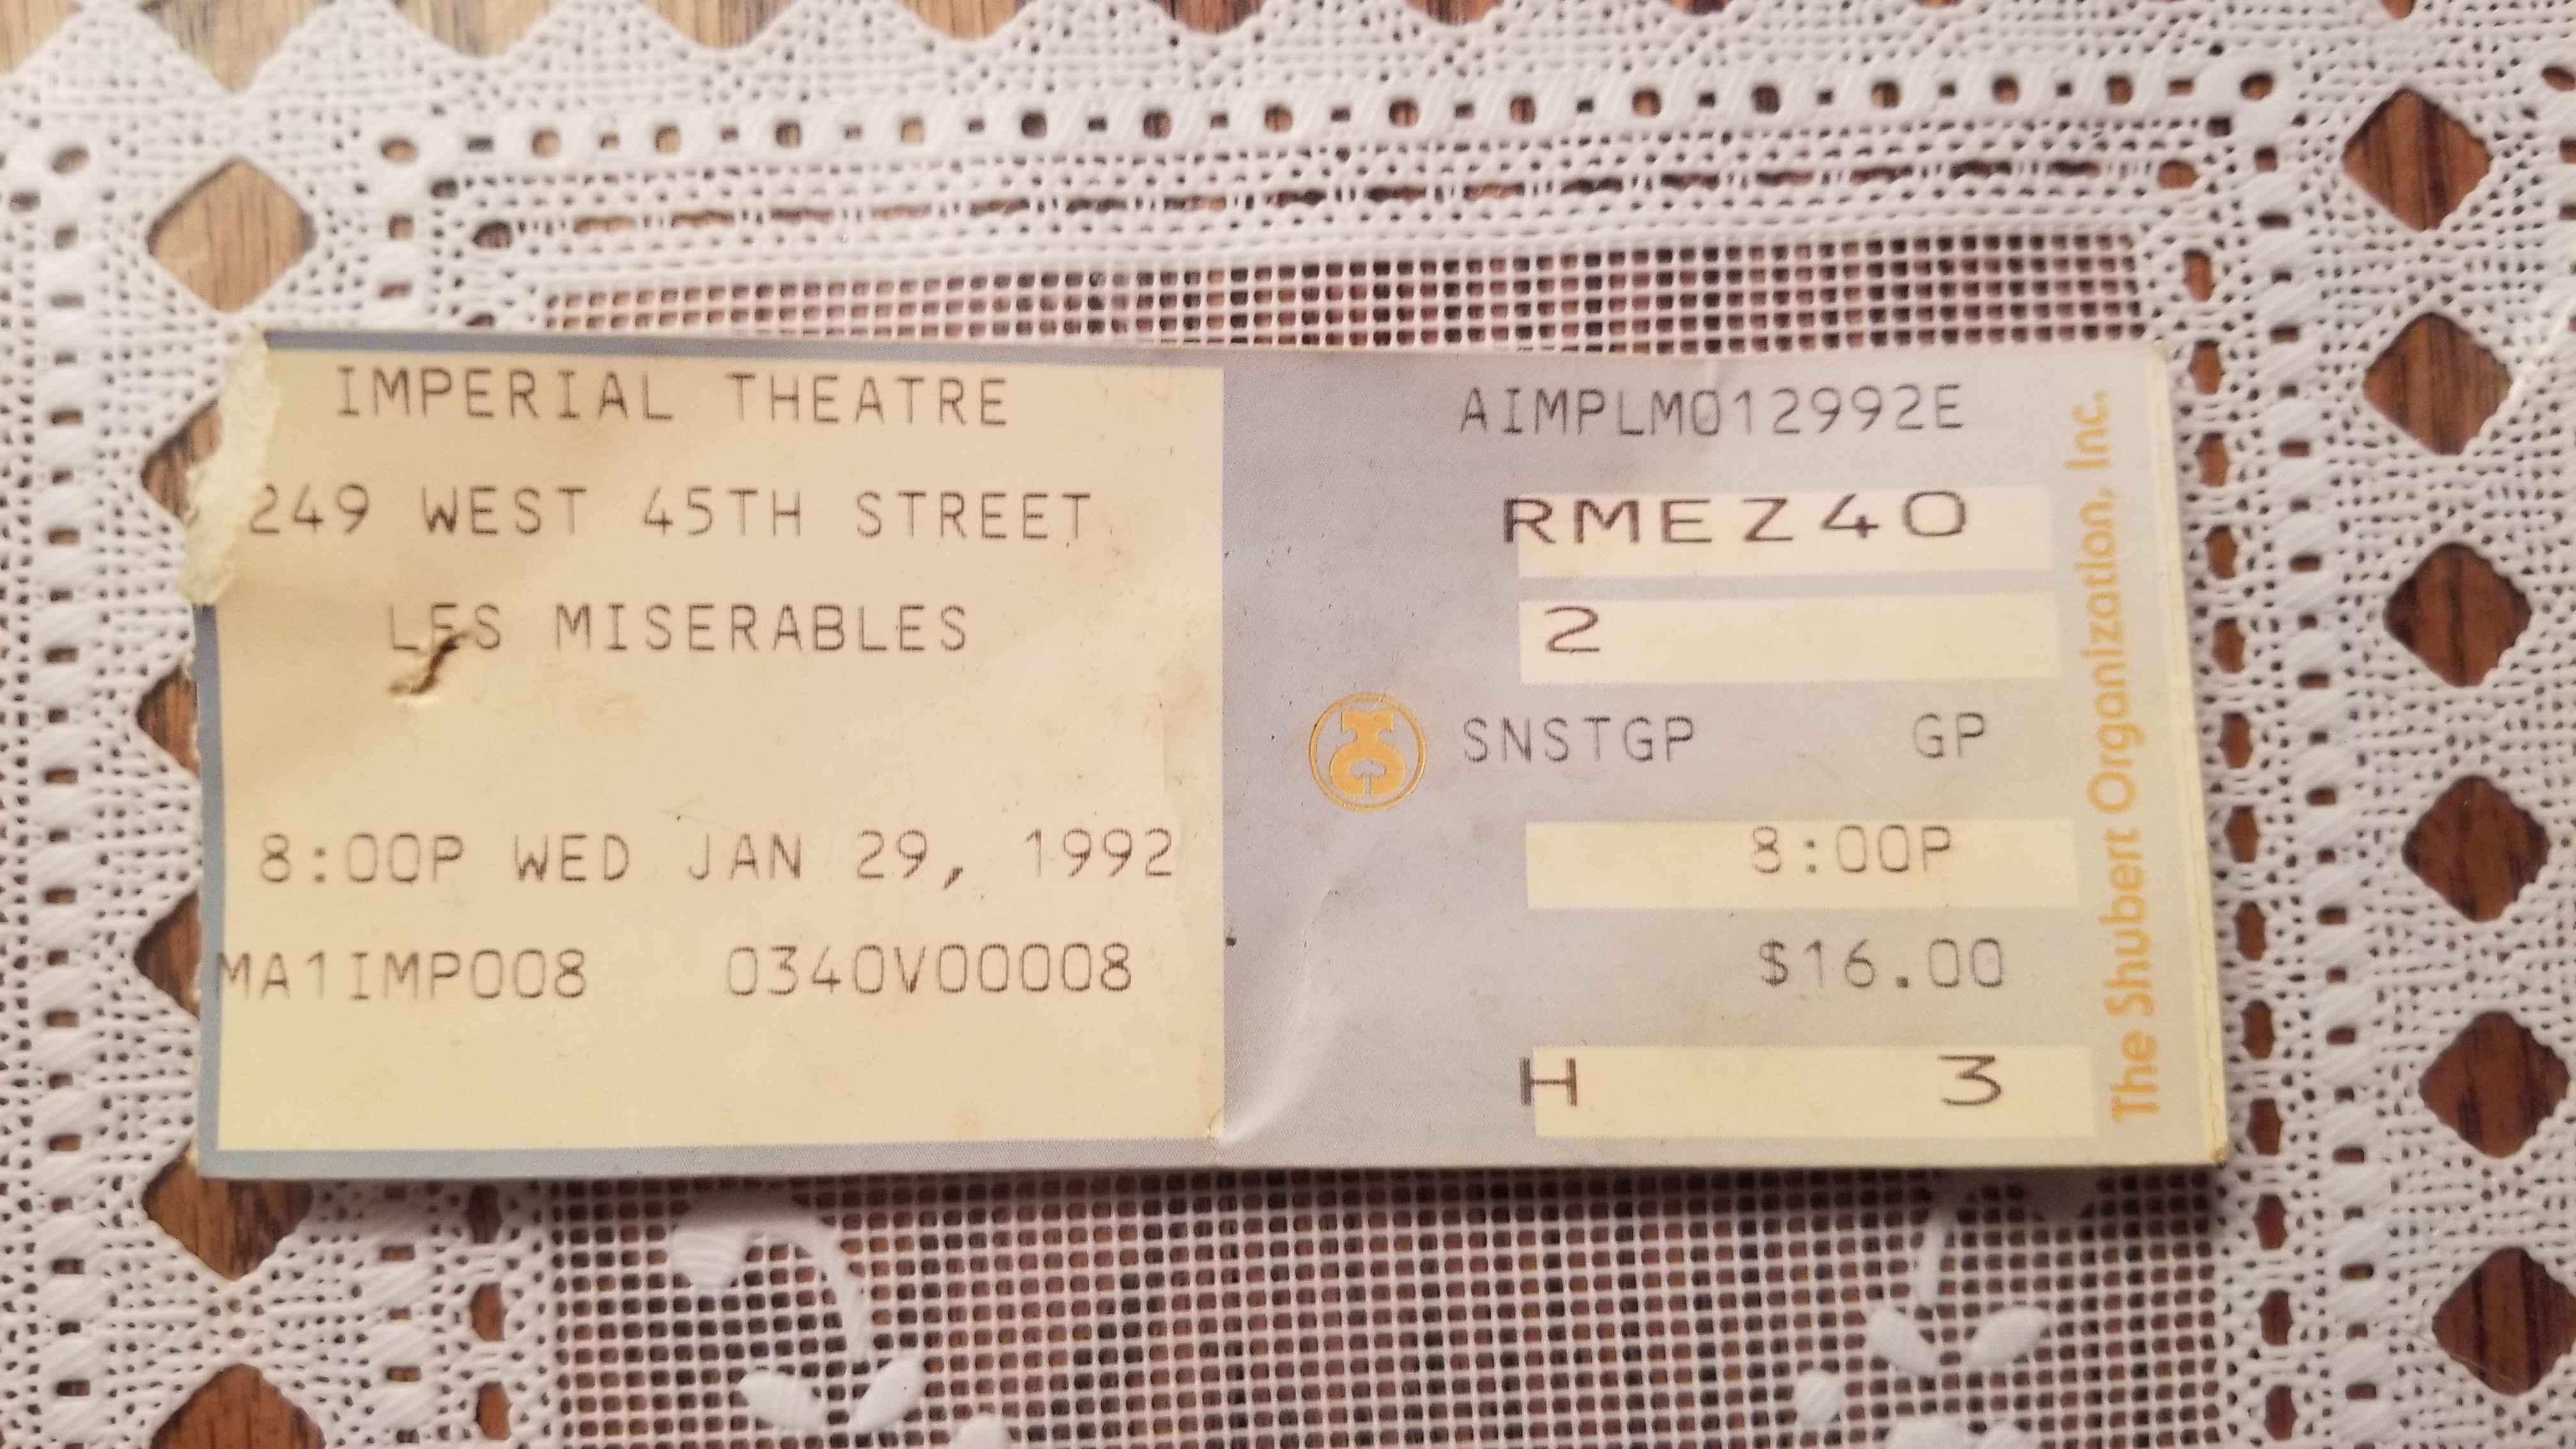 IMPERIAL THEATRE
249 WEST 45TH STREET
LES MISERABLES
8:00P WED JAN 29, 1992
MA1IMP008 0340V00008
AIMPLM012992E
RMEZ40
2
SNSTGP GP
8:00P
$16.00
H 3
The Shubert Organization, Inc.